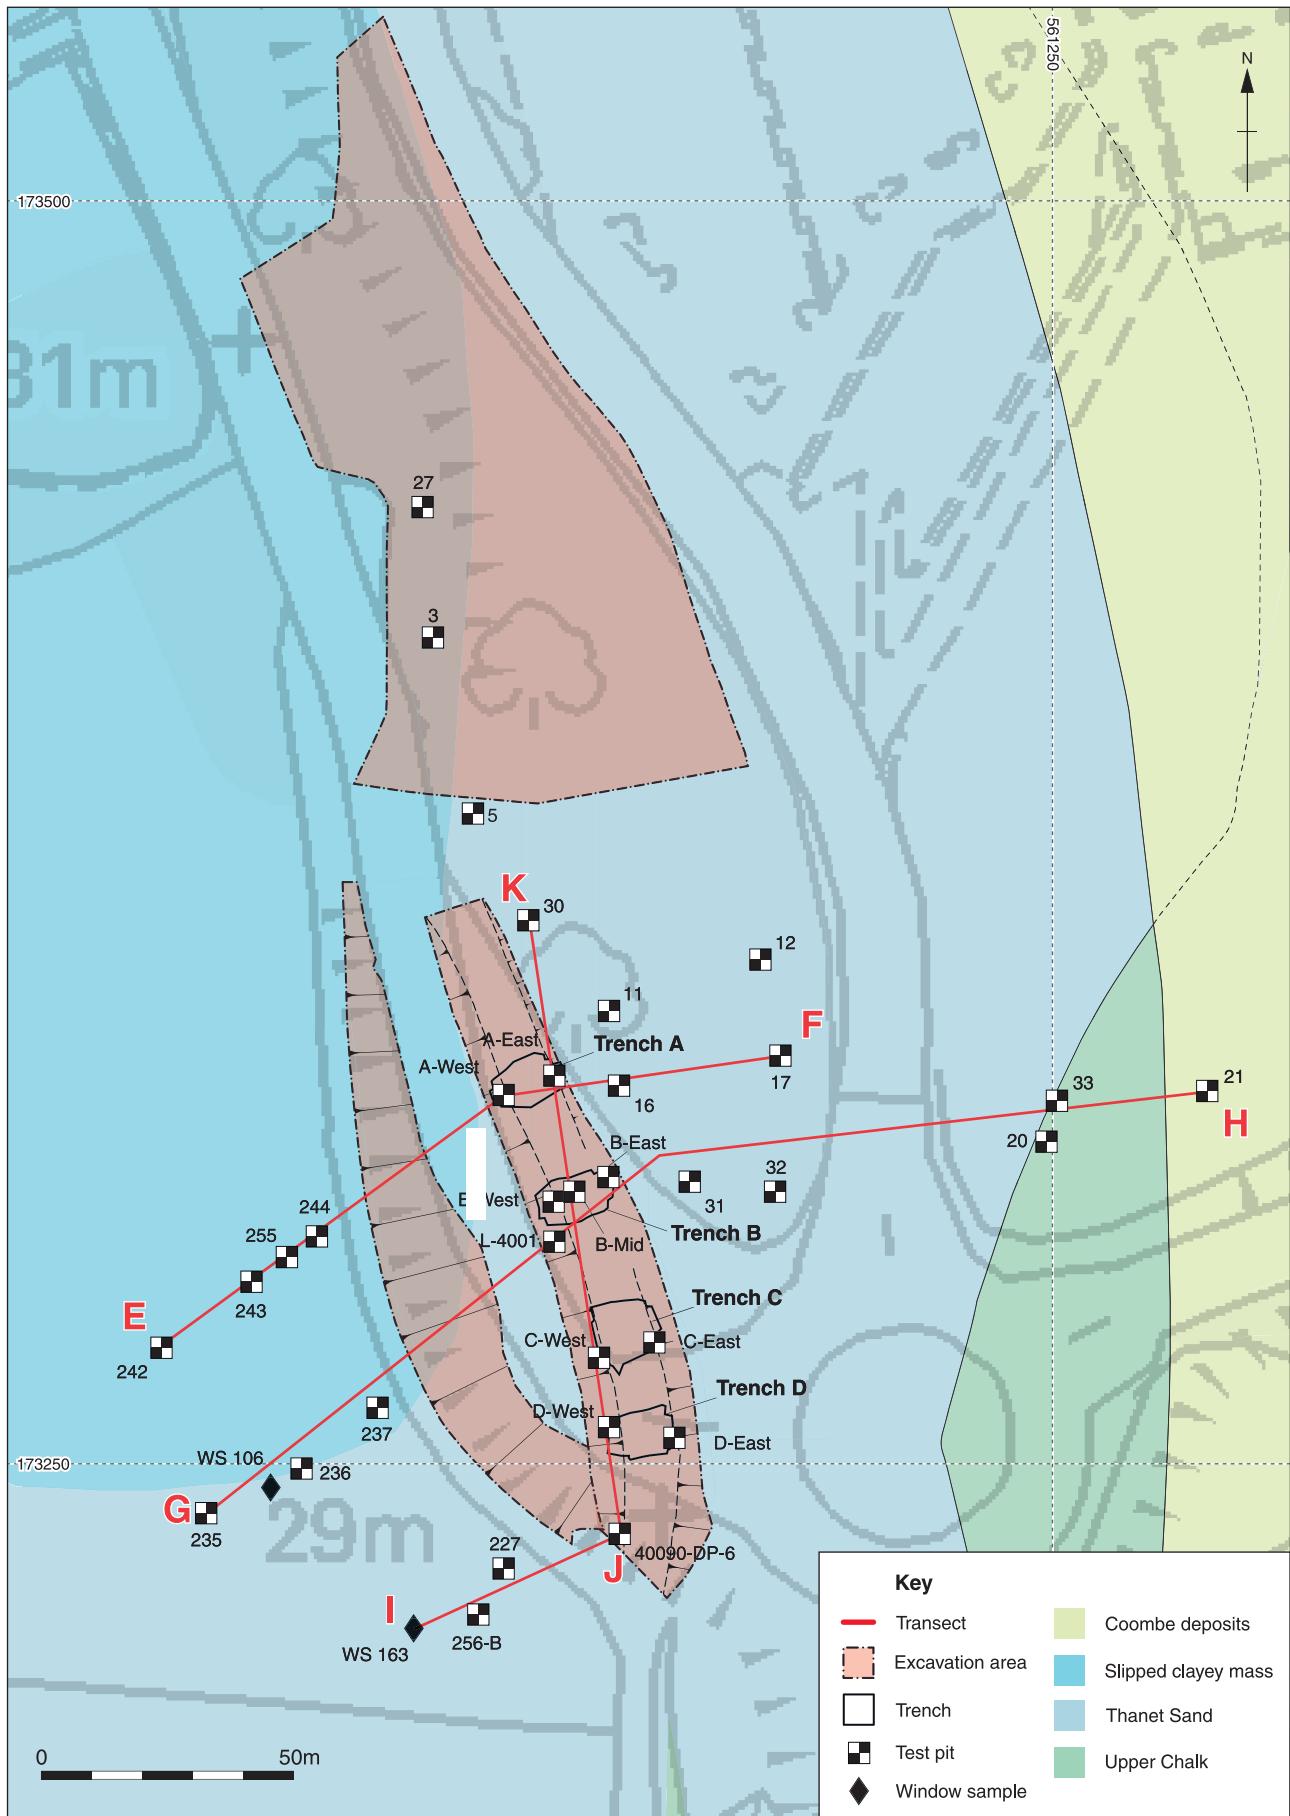 561250
N
173500
31m
27
3
5
K
30
12
11
F
A-East
Trench A
A-West
17
16
33
21
H
20
B-East
32
31
244
255
West
Trench B
L-4001
B-Mid
243
E
242
Trench C
C-West
C-East
Trench D
D-West
D-East
237
173250
WS 106
236
G
235
29m
227
40090-DP-6
J
I
256-B
WS 163
Key
Transect
Excavation area
Trench
Test pit
Window sample
Coombe deposits
Slipped clayey mass
Thanet Sand
Upper Chalk
0
50m